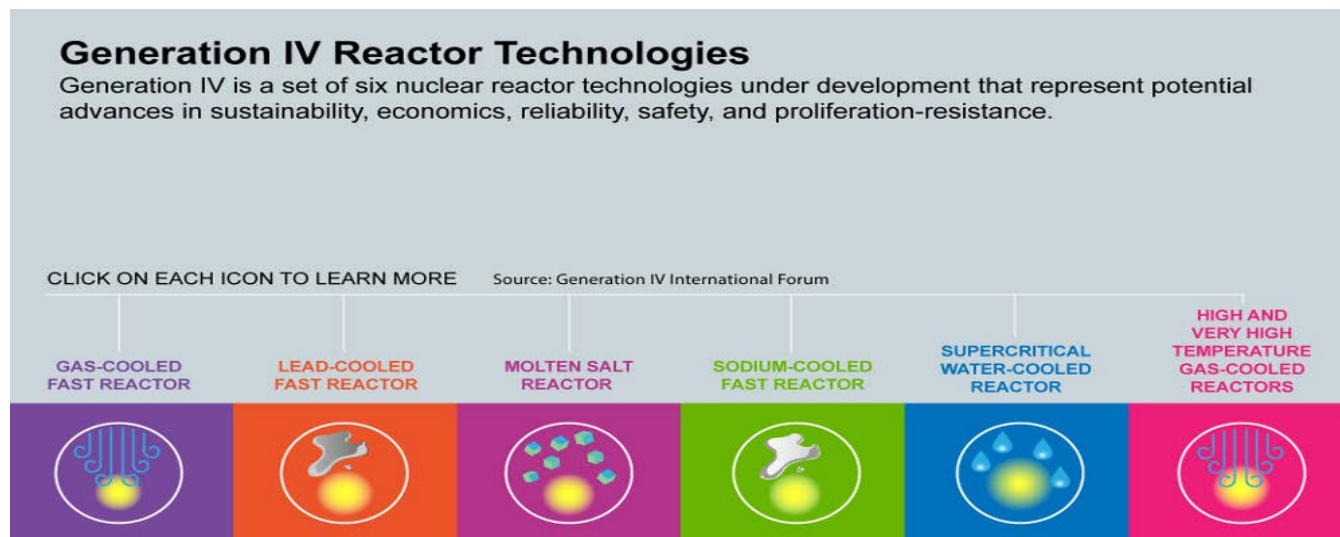 Generation IV Reactor Technologies
Generation IV is a set of six nuclear reactor technologies under development that represent potential
advances in sustainability, economics, reliability, safety, and proliferation-resistance.
CLICK ON EACH ICON TO LEARN MORE
Source: Generation IV International Forum
GAS-COOLED
FAST REACTOR
LEAD-COOLED
FAST REACTOR
MOLTEN SALT
REACTOR
SODIUM-COOLED
FAST REACTOR
SUPERCRITICAL
WATER-COOLED
REACTOR
HIGH AND
VERY HIGH
TEMPERATURE
GAS-COOLED
REACTORS